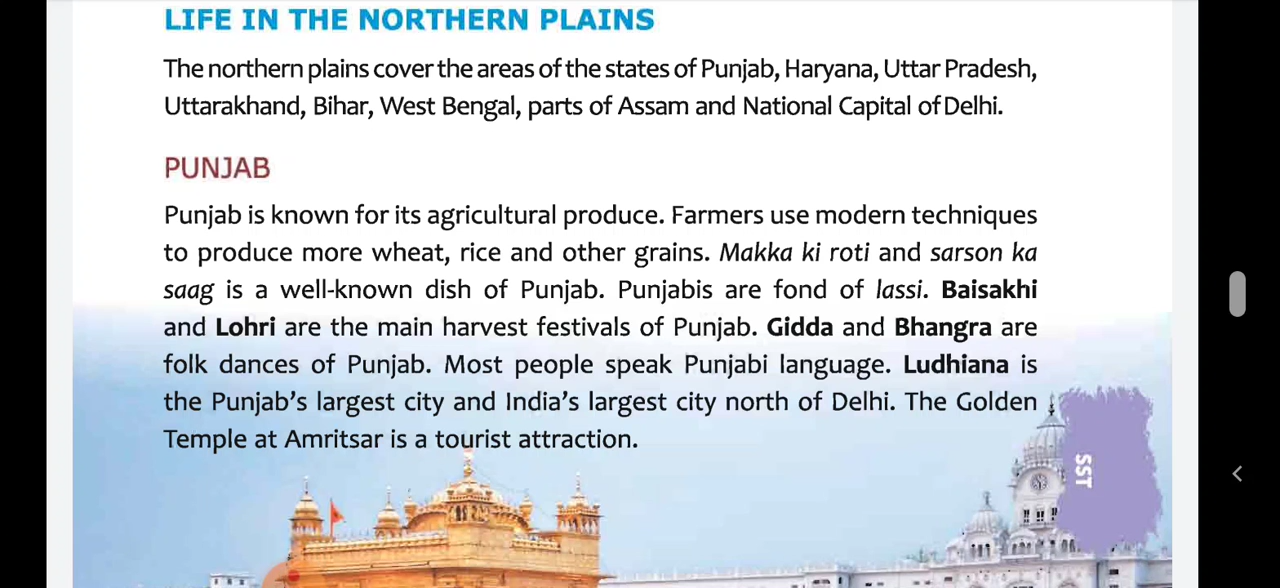 LIFE IN THE NORTHERN PLAINS
The northern plains cover the areas of the states of Punjab, Haryana, Uttar Pradesh,
Uttarakhand, Bihar, West Bengal, parts of Assam and National Capital of Delhi.
PUNJAB
Punjab is known for its agricultural produce. Farmers use modern techniques
to produce more wheat, rice and other grains. Makka ki roti and sarson ka
saag is a well-known dish of Punjab. Punjabis are fond of lassi. Baisakhi
and Lohri are the main harvest festivals of Punjab. Gidda and Bhangra are
folk dances of Punjab. Most people speak Punjabi language. Ludhiana is
the Punjab's largest city and India's largest city north of Delhi. The Golden
Temple at Amritsar is a tourist attraction.
SST